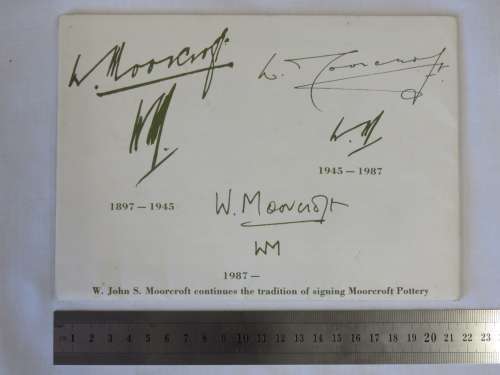 W. Moorcroft.
W. Moorcroft.
WM
W.M
1945 – 1987
1897 – 1945
W. Moorcroft
WM
1987 –
W. John S. Moorcroft continues the tradition of signing Moorcroft Pottery
1 2 3 4 5 6 7 8 9 10 11 12 13 14 15 16 17 18 19 20 21 22 23